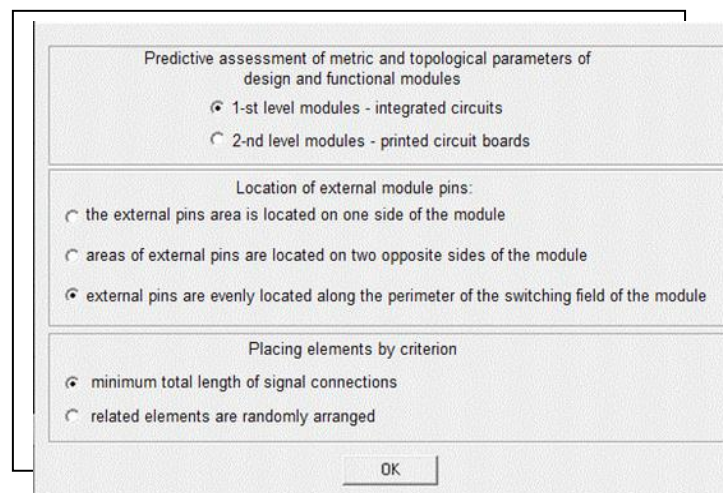 Predictive assessment of metric and topological parameters of
design and functional modules
1-st level modules - integrated circuits
2-nd level modules - printed circuit boards
Location of external module pins:
the external pins area is located on one side of the module
areas of external pins are located on two opposite sides of the module
external pins are evenly located along the perimeter of the switching field of the module
Placing elements by criterion
minimum total length of signal connections
related elements are randomly arranged
OK